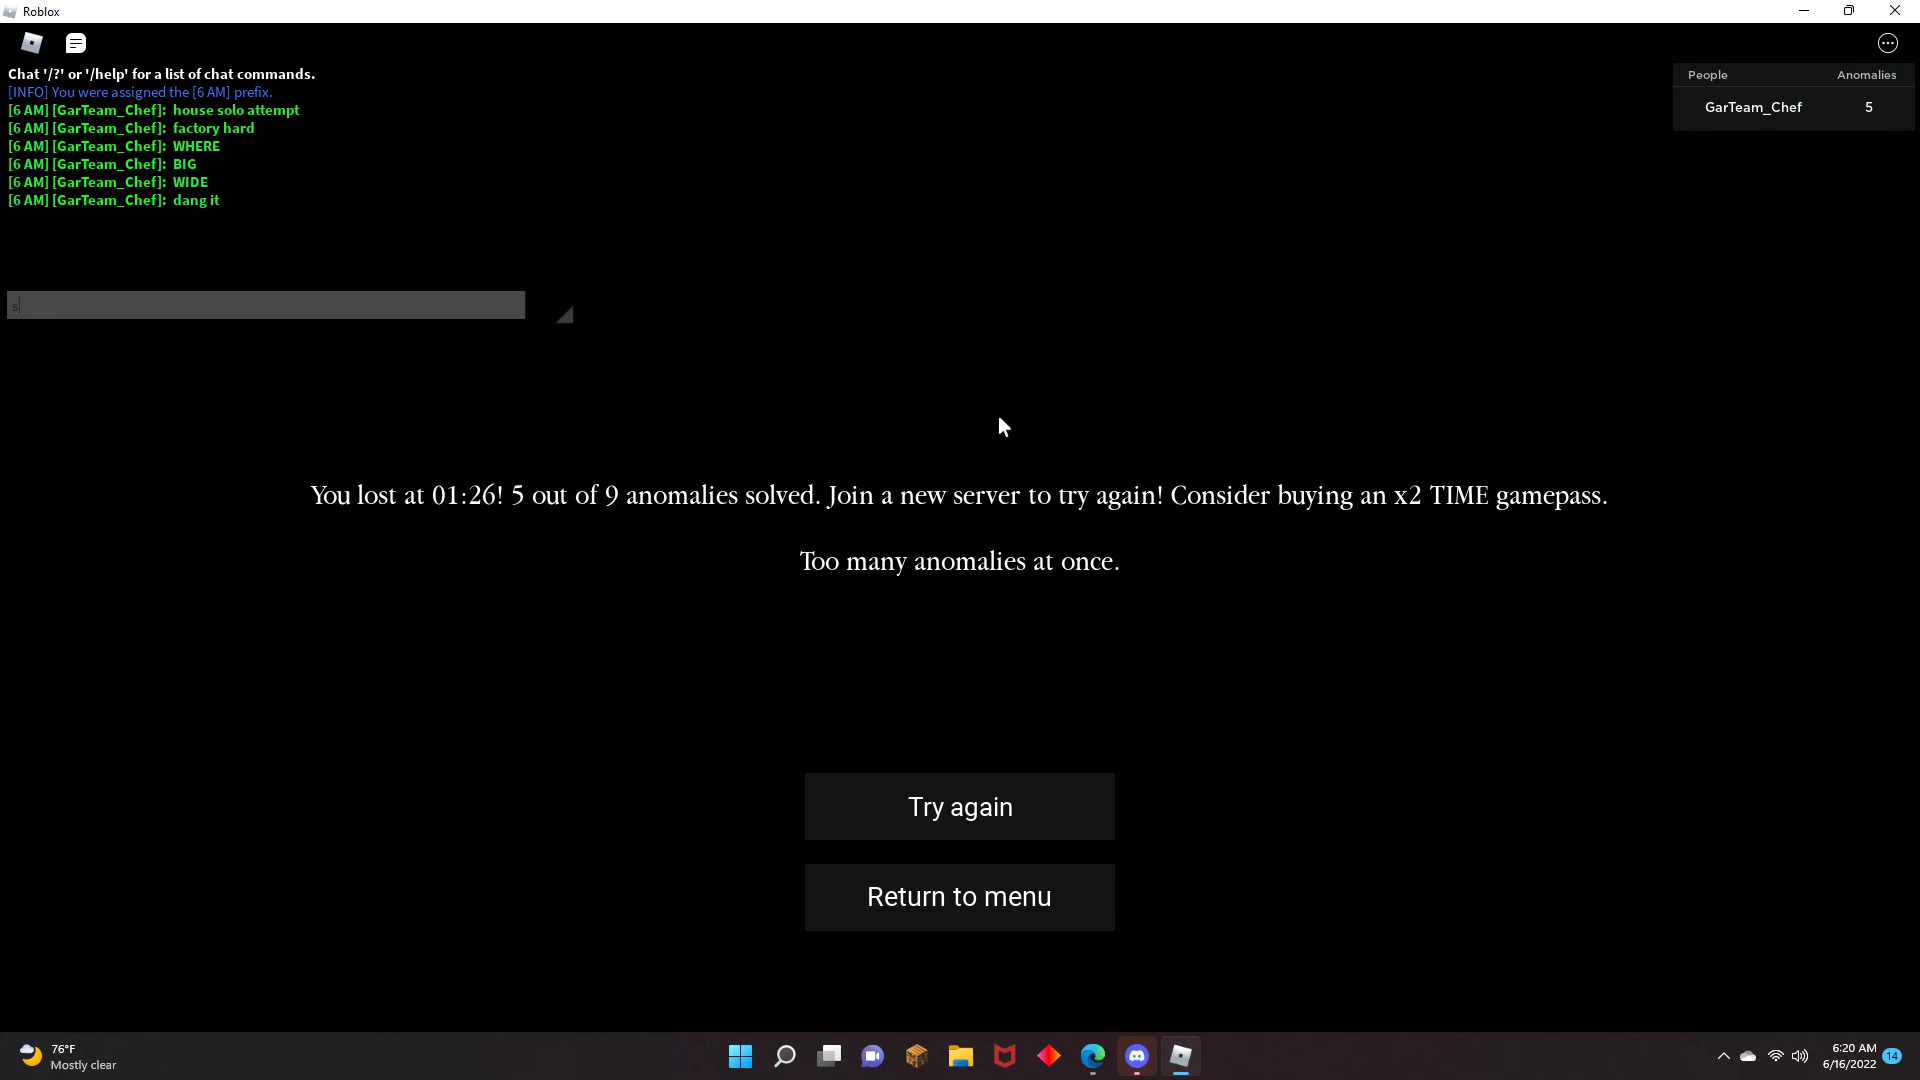 Roblox
Chat '/?' or '/help' for a list of chat commands.
[INFO] You were assigned the [6 AM] prefix.
[6 AM] [GarTeam_Chef]: house solo attempt
[6 AM] [GarTeam_Chef]: factory hard
[6 AM] [GarTeam_Chef]: WHERE
[6 AM] [GarTeam_Chef]: BIG
[6 AM] [GarTeam_Chef]: WIDE
[6 AM] [GarTeam_Chef]: dang it
s
People Anomalies
GarTeam_Chef 5
You lost at 01:26! 5 out of 9 anomalies solved. Join a new server to try again! Consider buying an x2 TIME gamepass.
Too many anomalies at once.
Try again
Return to menu
76°F
Mostly clear
6:20 AM
6/16/2022
14